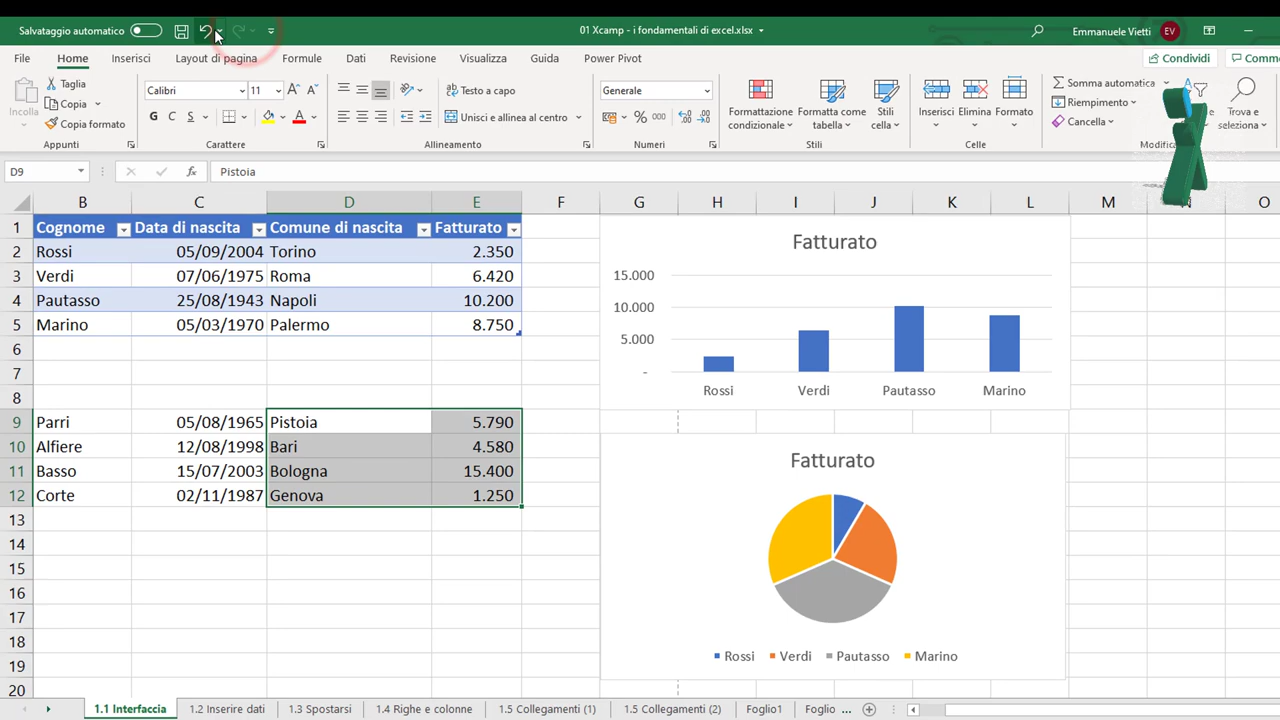 Salvataggio automatico
01 Xcamp - i fondamentali di excel.xlsx
Emmanuele Vietti EV
File Home Inserisci Layout di pagina Formule Dati Revisione Visualizza Guida Power Pivot Condividi
Incolla
Taglia
Copia
Copia formato
Appunti
Calibri 11
G C S
Carattere
Testo a capo
Unisci e allinea al centro
Allineamento
Generale
% 000
Numeri
Formattazione condizionale
Formatta come tabella
Stili cella
Stili
Inserisci Elimina Formato
Celle
Somma automatica
Riempimento
Cancella
Trova e seleziona
D9 fx Pistoia
B C D E F G H I J K L M O
1 Cognome Data di nascita Comune di nascita Fatturato
2 Rossi 05/09/2004 Torino 2.350
3 Verdi 07/06/1975 Roma 6.420
4 Pautasso 25/08/1943 Napoli 10.200
5 Marino 05/03/1970 Palermo 8.750
6
7
8
9 Parri 05/08/1965 Pistoia 5.790
10 Alfiere 12/08/1998 Bari 4.580
11 Basso 15/07/2003 Bologna 15.400
12 Corte 02/11/1987 Genova 1.250
13
14
15
16
17
18
19
20
Fatturato
15.000
10.000
5.000
-
Rossi Verdi Pautasso Marino
Fatturato
Rossi Verdi Pautasso Marino
1.1 Interfaccia 1.2 Inserire dati 1.3 Spostarsi 1.4 Righe e colonne 1.5 Collegamenti (1) 1.5 Collegamenti (2) Foglio1 Foglio ...